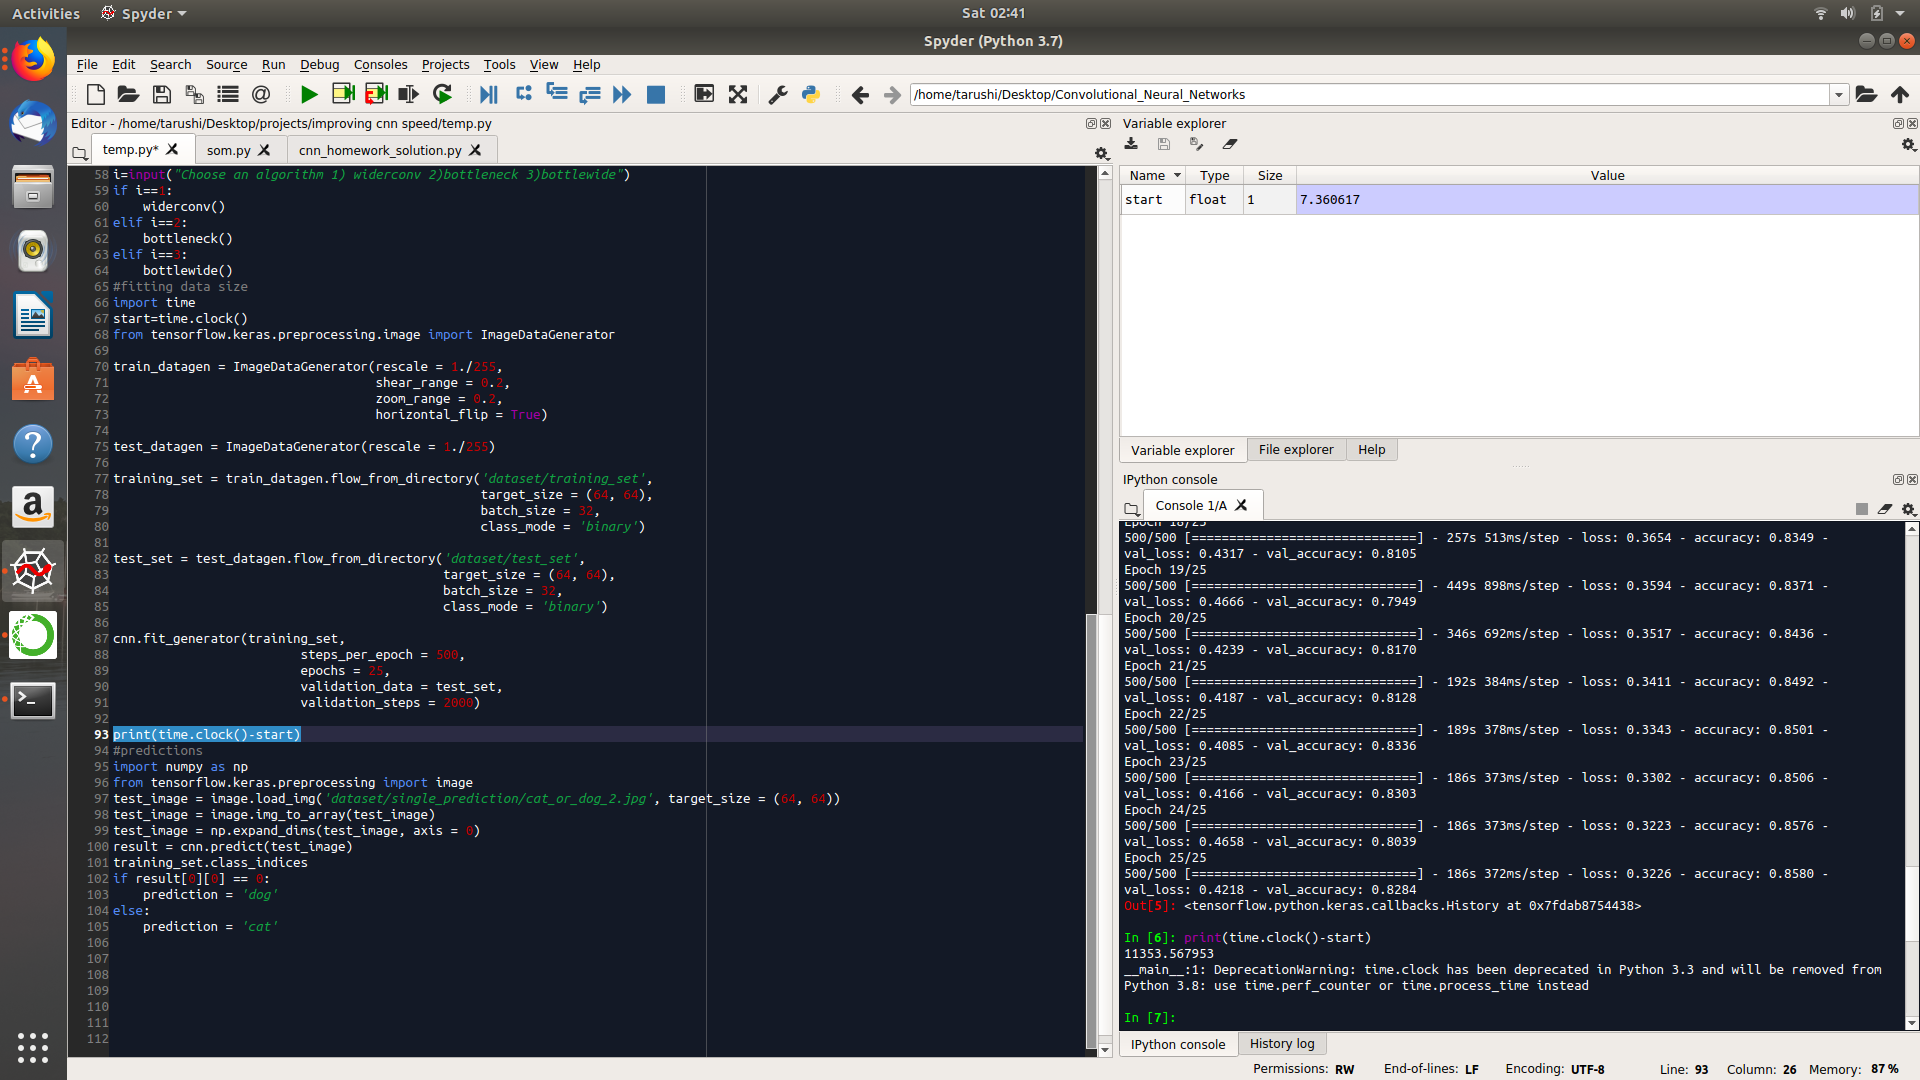 Activities Spyder Sat 02:41
Spyder (Python 3.7)
File Edit Search Source Run Debug Consoles Projects Tools View Help
/home/tarushi/Desktop/Convolutional_Neural_Networks
Editor - /home/tarushi/Desktop/projects/improving cnn speed/temp.py
temp.py* som.py cnn_homework_solution.py
58 i=input("Choose an algorithm 1) widerconv 2)bottleneck 3)bottlewide")
59 if i==1:
60     widerconv()
61 elif i==2:
62     bottleneck()
63 elif i==3:
64     bottlewide()
65 #fitting data size
66 import time
67 start=time.clock()
68 from tensorflow.keras.preprocessing.image import ImageDataGenerator
69
70 train_datagen = ImageDataGenerator(rescale = 1./255,
71                                    shear_range = 0.2,
72                                    zoom_range = 0.2,
73                                    horizontal_flip = True)
74
75 test_datagen = ImageDataGenerator(rescale = 1./255)
76
77 training_set = train_datagen.flow_from_directory('dataset/training_set',
78                                                  target_size = (64, 64),
79                                                  batch_size = 32,
80                                                  class_mode = 'binary')
81
82 test_set = test_datagen.flow_from_directory('dataset/test_set',
83                                             target_size = (64, 64),
84                                             batch_size = 32,
85                                             class_mode = 'binary')
86
87 cnn.fit_generator(training_set,
88                          steps_per_epoch = 500,
89                          epochs = 25,
90                          validation_data = test_set,
91                          validation_steps = 2000)
92
93 print(time.clock()-start)
94 #predictions
95 import numpy as np
96 from tensorflow.keras.preprocessing import image
97 test_image = image.load_img('dataset/single_prediction/cat_or_dog_2.jpg', target_size = (64, 64))
98 test_image = image.img_to_array(test_image)
99 test_image = np.expand_dims(test_image, axis = 0)
100 result = cnn.predict(test_image)
101 training_set.class_indices
102 if result[0][0] == 0:
103     prediction = 'dog'
104 else:
105     prediction = 'cat'
106
107
108
109
110
111
112
Variable explorer
Name Type Size Value
start float 1 7.360617
Variable explorer File explorer Help
IPython console
Console 1/A
Epoch 18/25
500/500 [==============================] - 257s 513ms/step - loss: 0.3654 - accuracy: 0.8349 -
val_loss: 0.4317 - val_accuracy: 0.8105
Epoch 19/25
500/500 [==============================] - 449s 898ms/step - loss: 0.3594 - accuracy: 0.8371 -
val_loss: 0.4666 - val_accuracy: 0.7949
Epoch 20/25
500/500 [==============================] - 346s 692ms/step - loss: 0.3517 - accuracy: 0.8436 -
val_loss: 0.4239 - val_accuracy: 0.8170
Epoch 21/25
500/500 [==============================] - 192s 384ms/step - loss: 0.3411 - accuracy: 0.8492 -
val_loss: 0.4187 - val_accuracy: 0.8128
Epoch 22/25
500/500 [==============================] - 189s 378ms/step - loss: 0.3343 - accuracy: 0.8501 -
val_loss: 0.4085 - val_accuracy: 0.8336
Epoch 23/25
500/500 [==============================] - 186s 373ms/step - loss: 0.3302 - accuracy: 0.8506 -
val_loss: 0.4166 - val_accuracy: 0.8303
Epoch 24/25
500/500 [==============================] - 186s 373ms/step - loss: 0.3223 - accuracy: 0.8576 -
val_loss: 0.4658 - val_accuracy: 0.8039
Epoch 25/25
500/500 [==============================] - 186s 372ms/step - loss: 0.3226 - accuracy: 0.8580 -
val_loss: 0.4218 - val_accuracy: 0.8284
Out[5]: <tensorflow.python.keras.callbacks.History at 0x7fdab8754438>
In [6]: print(time.clock()-start)
11353.567953
__main__:1: DeprecationWarning: time.clock has been deprecated in Python 3.3 and will be removed from
Python 3.8: use time.perf_counter or time.process_time instead
In [7]:
IPython console History log
Permissions: RW End-of-lines: LF Encoding: UTF-8 Line: 93 Column: 26 Memory: 87 %